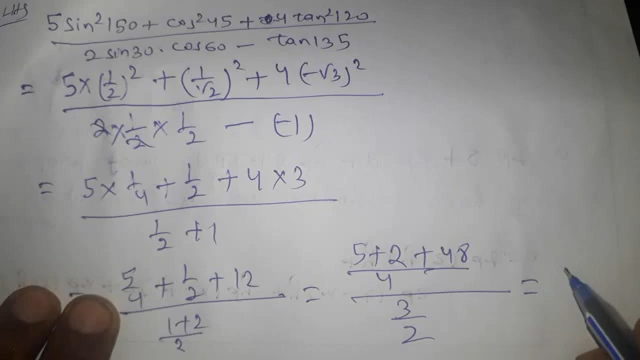 LHS
5 sin²150 + cos²45 + 4 tan²120
2 sin30 · cos60 − tan135
= 5×(1/2)² + (1/√2)² + 4 (−√3)²
2×1/2×1/2 − (−1)
= 5×1/4 + 1/2 + 4×3
1/2 + 1
5/4 + 1/2 + 12 = 5+2+48/4 =
1+2/2 3/2